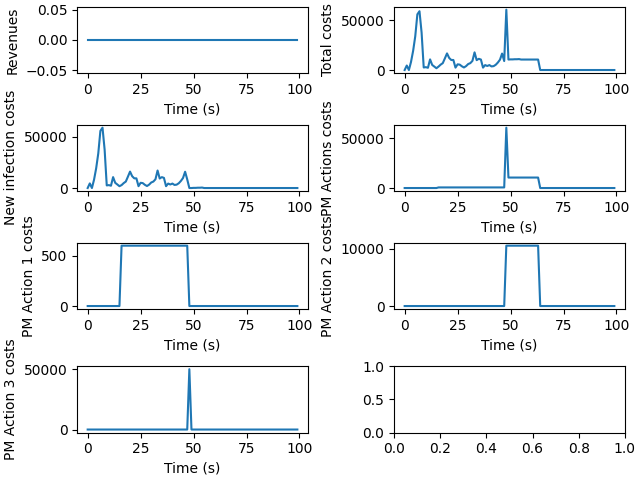 Revenues
0.05
0.00
−0.05
0 25 50 75 100
Time (s)
Total costs
50000
0
0 25 50 75 100
Time (s)
New infection costs
50000
0
0 25 50 75 100
Time (s)
PM Actions costs
50000
0
0 25 50 75 100
Time (s)
PM Action 1 costs
500
0
0 25 50 75 100
Time (s)
PM Action 2 costs
10000
0
0 25 50 75 100
Time (s)
PM Action 3 costs
50000
0
0 25 50 75 100
Time (s)
1.0
0.5
0.0
0.0 0.2 0.4 0.6 0.8 1.0